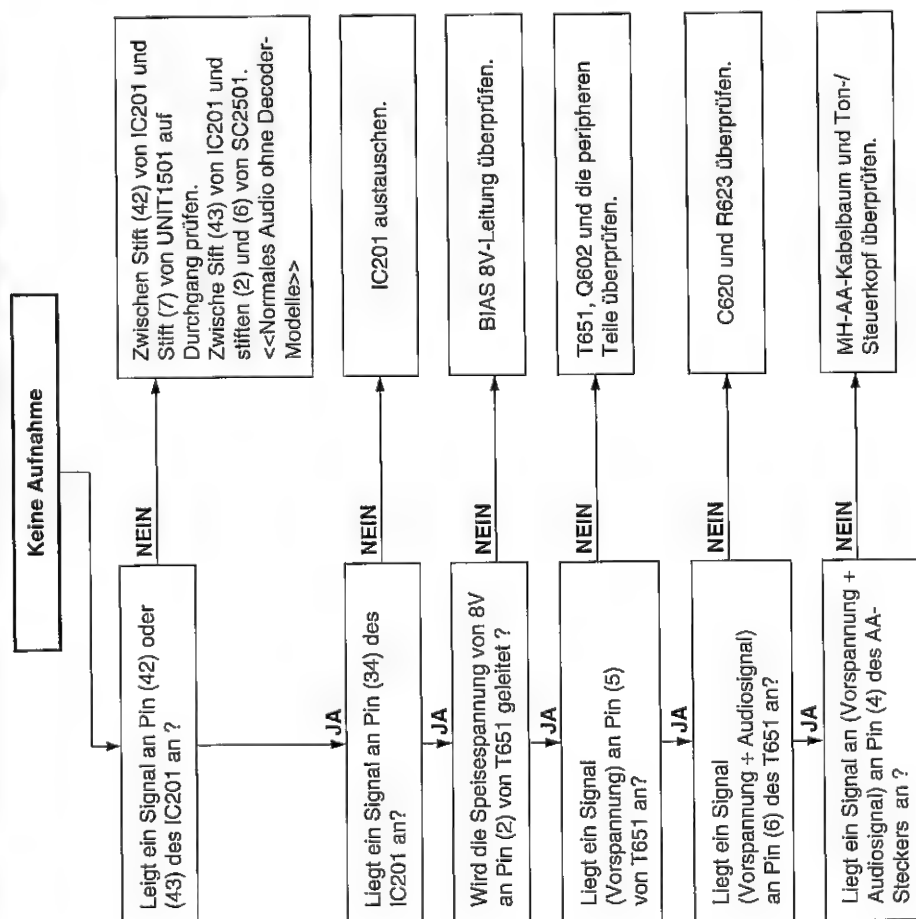 Keine Aufnahme
Leigt ein Signal an Pin (42) oder
(43) des IC201 an ?
NEIN
Zwischen Stift (42) von IC201 und
Stift (7) von UNIT1501 auf
Durchgang prüfen.
Zwische Sift (43) von IC201 und
stiften (2) und (6) von SC2501.
<<Normales Audio ohne Decoder-
Modelle>>
JA
Liegt ein Signal an Pin (34) des
IC201 an?
NEIN
IC201 austauschen.
JA
Wird die Speisespannung von 8V
an Pin (2) von T651 geleitet ?
NEIN
BIAS 8V-Leitung überprüfen.
JA
Liegt ein Signal
(Vorspannung) an Pin (5)
von T651 an?
NEIN
T651, Q602 und die peripheren
Teile überprüfen.
JA
Liegt ein Signal
(Vorspannung + Audiosignal)
an Pin (6) des T651 an?
NEIN
C620 und R623 überprüfen.
JA
Liegt ein Signal an (Vorspannung +
Audiosignal) an Pin (4) des AA-
Steckers an ?
NEIN
MH-AA-Kabelbaum und Ton-/
Steuerkopf überprüfen.